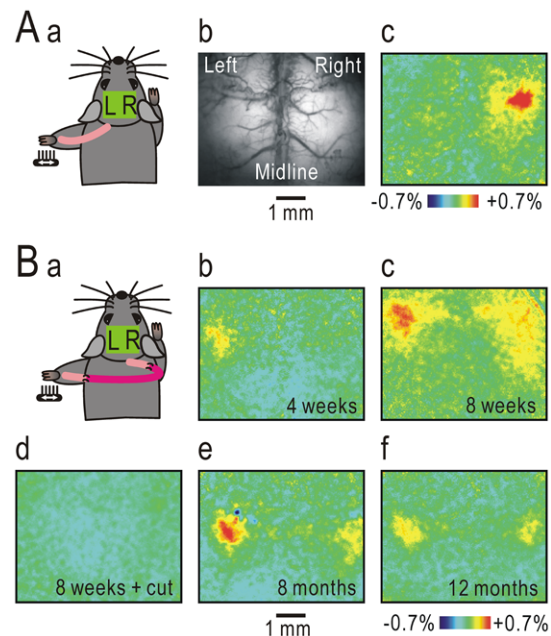 A a
b
c
L R
Left
Right
Midline
1 mm
-0.7%
+0.7%
B a
b
c
L R
4 weeks
8 weeks
d
e
f
8 weeks + cut
8 months
12 months
1 mm
-0.7%
+0.7%